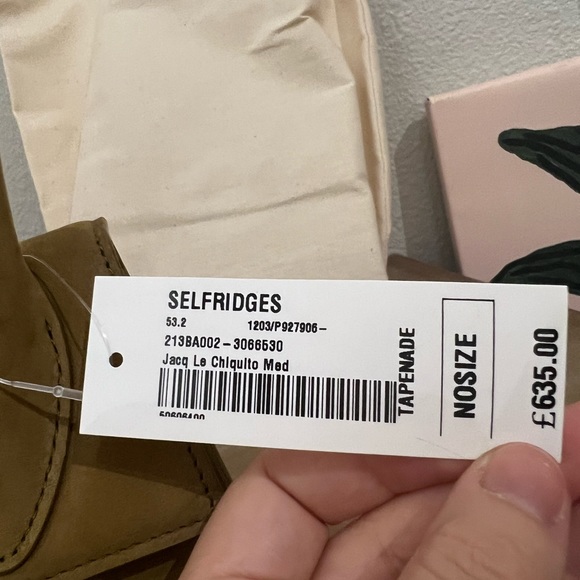 SELFRIDGES
53.2 1203/P927906-
213BA002-3066530
Jacq Le Chiquito Med
TAPENADE
NOSIZE
£635.00